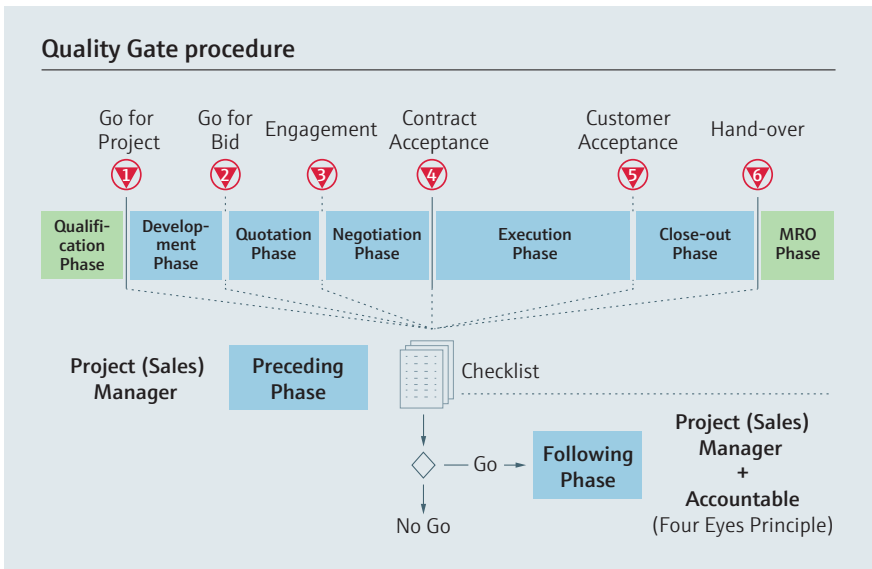 Quality Gate procedure
Go for
Project
Go for
Bid
Engagement
Contract
Acceptance
Customer
Acceptance
Hand-over
1
2
3
4
5
6
Qualifi-
cation
Phase
Develop-
ment
Phase
Quotation
Phase
Negotiation
Phase
Execution
Phase
Close-out
Phase
MRO
Phase
Project (Sales)
Manager
Preceding
Phase
Checklist
Go
No Go
Following
Phase
Project (Sales)
Manager
+
Accountable
(Four Eyes Principle)